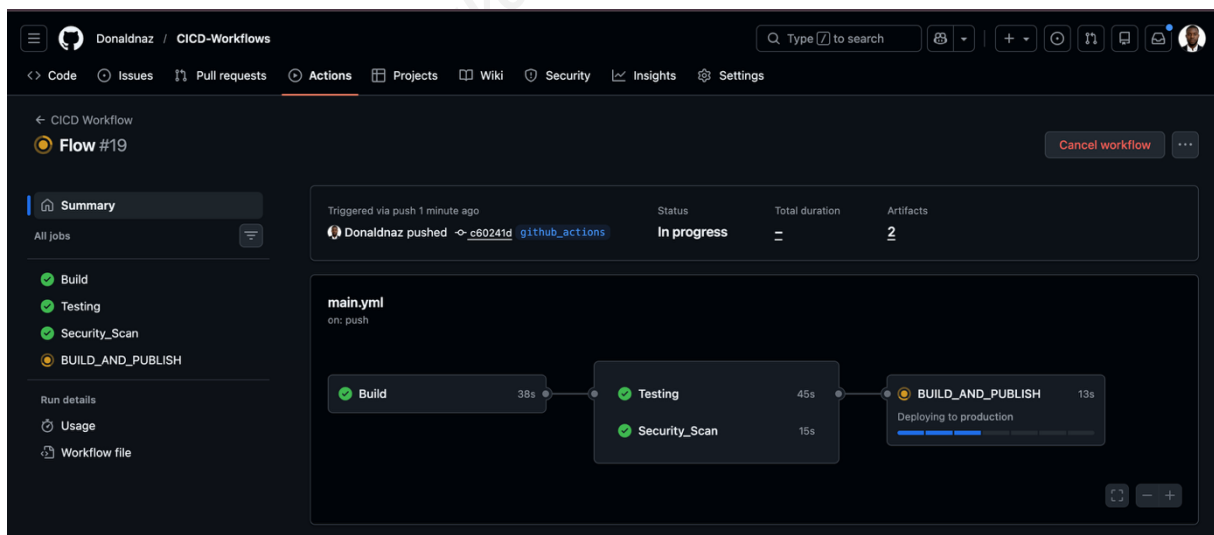 Donaldnaz / CICD-Workflows
Type / to search
<> Code Issues Pull requests Actions Projects Wiki Security Insights Settings
← CICD Workflow
Flow #19
Cancel workflow
Summary
All jobs
Build
Testing
Security_Scan
BUILD_AND_PUBLISH
Run details
Usage
Workflow file
Triggered via push 1 minute ago
Donaldnaz pushed c60241d github_actions
Status
In progress
Total duration
–
Artifacts
2
main.yml
on: push
Build 38s
Testing 45s
Security_Scan 15s
BUILD_AND_PUBLISH 13s
Deploying to production